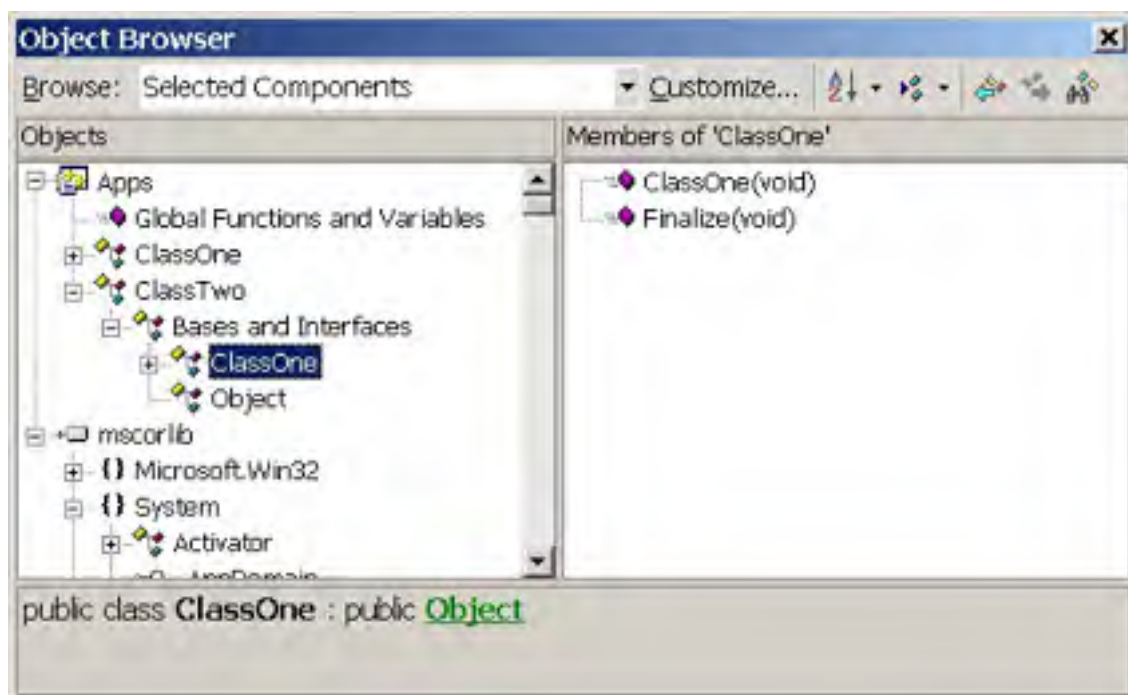 Object Browser
Browse: Selected Components Customize...
Objects
Members of 'ClassOne'
Apps
Global Functions and Variables
ClassOne
ClassTwo
Bases and Interfaces
ClassOne
Object
mscorlib
{} Microsoft.Win32
{} System
Activator
AppDomain
ClassOne(void)
Finalize(void)
public class ClassOne : public Object